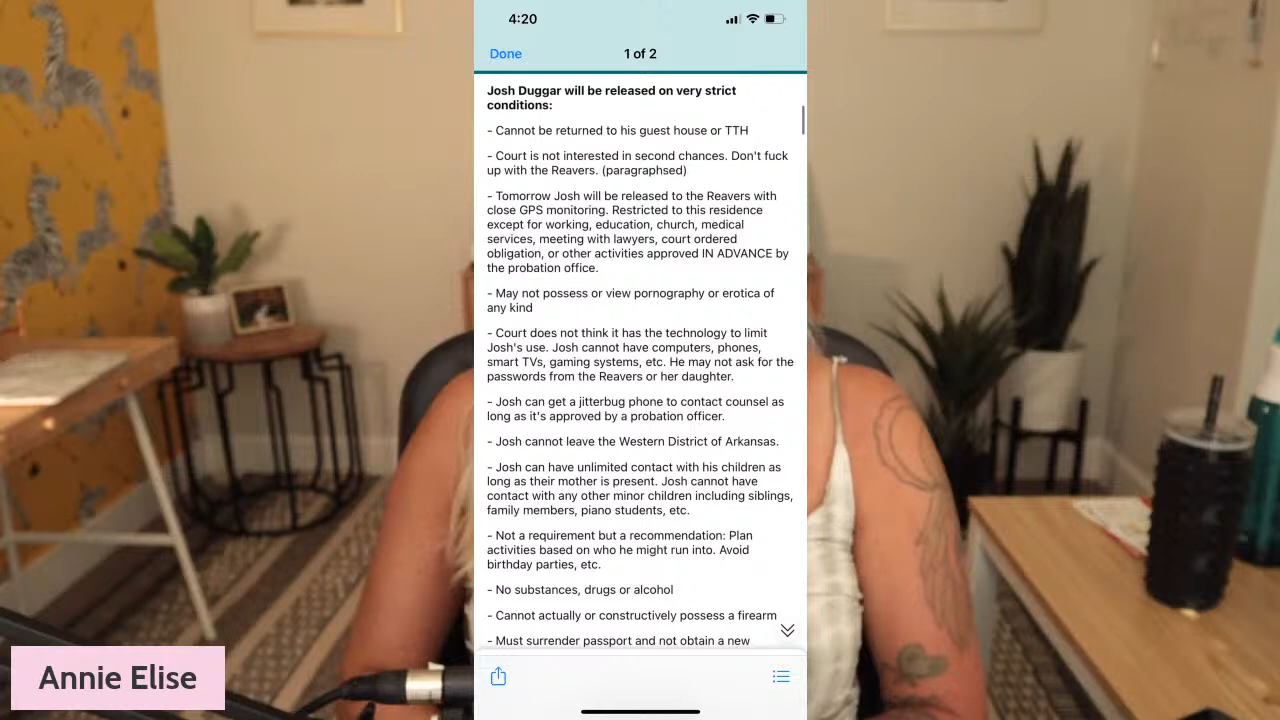 4:20
Done
1 of 2
Josh Duggar will be released on very strict
conditions:
- Cannot be returned to his guest house or TTH
- Court is not interested in second chances. Don't fuck
up with the Reavers. (paragraphsed)
- Tomorrow Josh will be released to the Reavers with
close GPS monitoring. Restricted to this residence
except for working, education, church, medical
services, meeting with lawyers, court ordered
obligation, or other activities approved IN ADVANCE by
the probation office.
- May not possess or view pornography or erotica of
any kind
- Court does not think it has the technology to limit
Josh's use. Josh cannot have computers, phones,
smart TVs, gaming systems, etc. He may not ask for the
passwords from the Reavers or her daughter.
- Josh can get a jitterbug phone to contact counsel as
long as it's approved by a probation officer.
- Josh cannot leave the Western District of Arkansas.
- Josh can have unlimited contact with his children as
long as their mother is present. Josh cannot have
contact with any other minor children including siblings,
family members, piano students, etc.
- Not a requirement but a recommendation: Plan
activities based on who he might run into. Avoid
birthday parties, etc.
- No substances, drugs or alcohol
- Cannot actually or constructively possess a firearm
- Must surrender passport and not obtain a new
Annie Elise